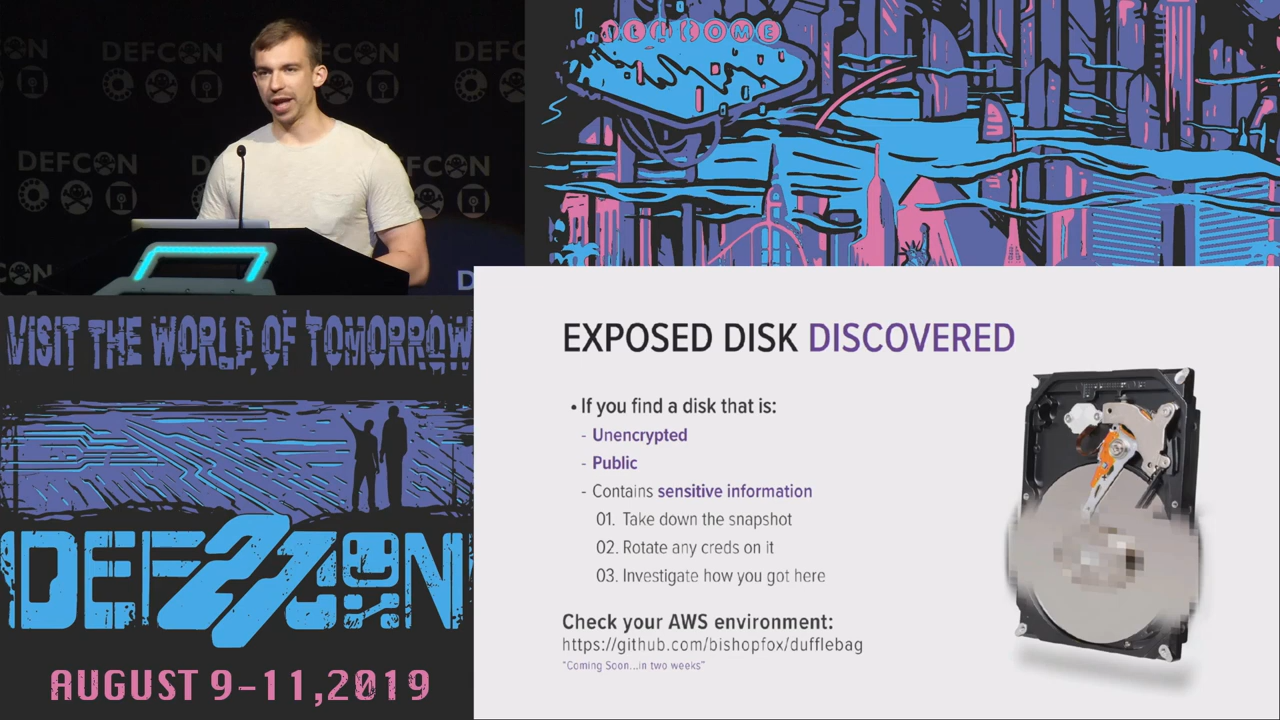 DEFCON
DEFCON
DEFCON
DEFCON
WELCOME
VISIT THE WORLD OF TOMORROW
DEFCON
27
AUGUST 9-11,2019
EXPOSED DISK DISCOVERED
• If you find a disk that is:
- Unencrypted
- Public
- Contains sensitive information
01. Take down the snapshot
02. Rotate any creds on it
03. Investigate how you got here
Check your AWS environment:
https://github.com/bishopfox/dufflebag
"Coming Soon...in two weeks"